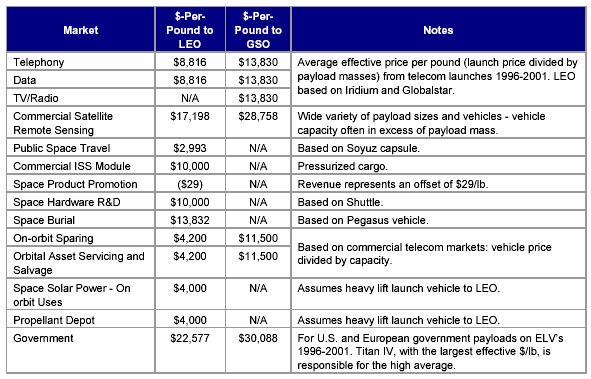 Market
$-Per-
Pound to
LEO
$-Per-
Pound to
GSO
Notes
Telephony $8,816 $13,830
Data $8,816 $13,830
TV/Radio N/A $13,830
Average effective price per pound (launch price divided by
payload masses) from telecom launches 1996-2001. LEO
based on Iridium and Globalstar.
Commercial Satellite
Remote Sensing
$17,198 $28,758
Wide variety of payload sizes and vehicles - vehicle
capacity often in excess of payload mass.
Public Space Travel $2,993 N/A Based on Soyuz capsule.
Commercial ISS Module $10,000 N/A Pressurized cargo.
Space Product Promotion ($29) N/A Revenue represents an offset of $29/lb.
Space Hardware R&D $10,000 N/A Based on Shuttle.
Space Burial $13,832 N/A Based on Pegasus vehicle.
On-orbit Sparing $4,200 $11,500
Orbital Asset Servicing and
Salvage
$4,200 $11,500
Based on commercial telecom markets: vehicle price
divided by capacity.
Space Solar Power - On
orbit Uses
$4,000 N/A Assumes heavy lift launch vehicle to LEO.
Propellant Depot $4,000 N/A Assumes heavy lift launch vehicle to LEO.
Government $22,577 $30,088
For U.S. and European government payloads on ELV's
1996-2001. Titan IV, with the largest effective $/lb, is
responsible for the high average.